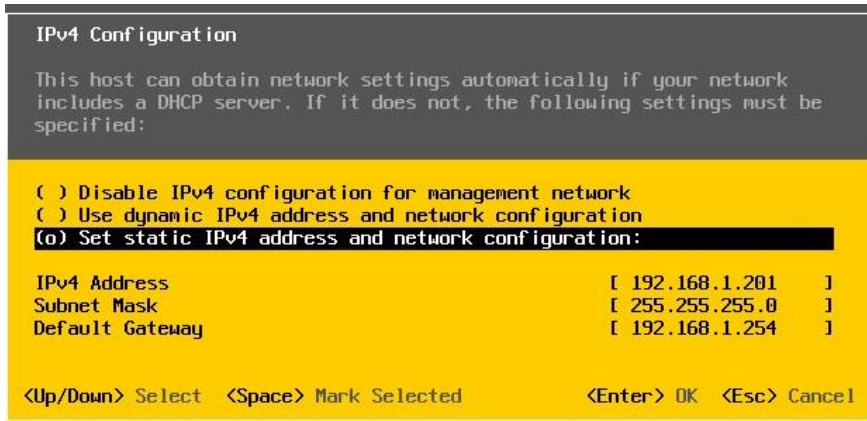 IPv4 Configuration
This host can obtain network settings automatically if your network
includes a DHCP server. If it does not, the following settings must be
specified:
( ) Disable IPv4 configuration for management network
( ) Use dynamic IPv4 address and network configuration
(o) Set static IPv4 address and network configuration:
IPv4 Address [ 192.168.1.201 ]
Subnet Mask [ 255.255.255.0 ]
Default Gateway [ 192.168.1.254 ]
<Up/Down> Select <Space> Mark Selected <Enter> OK <Esc> Cancel